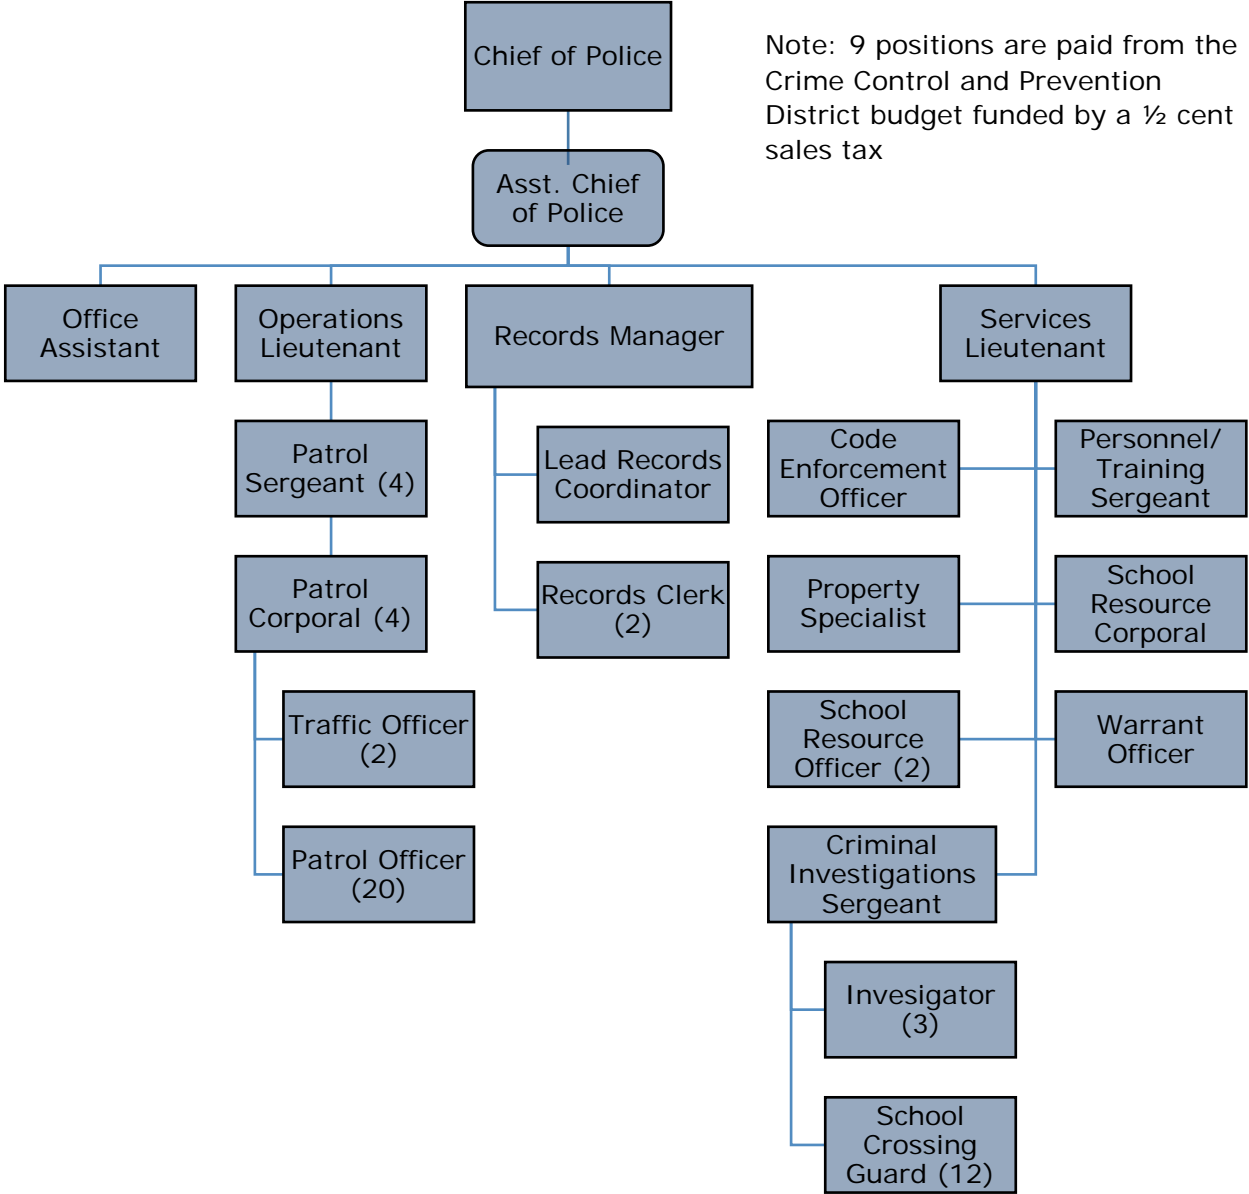 Chief of Police
Note: 9 positions are paid from the
Crime Control and Prevention
District budget funded by a ½ cent
sales tax
Asst. Chief
of Police
Office
Assistant
Operations
Lieutenant
Records Manager
Services
Lieutenant
Patrol
Sergeant (4)
Patrol
Corporal (4)
Traffic Officer
(2)
Patrol Officer
(20)
Lead Records
Coordinator
Records Clerk
(2)
Code
Enforcement
Officer
Personnel/
Training
Sergeant
Property
Specialist
School
Resource
Corporal
School
Resource
Officer (2)
Warrant
Officer
Criminal
Investigations
Sergeant
Invesigator
(3)
School
Crossing
Guard (12)